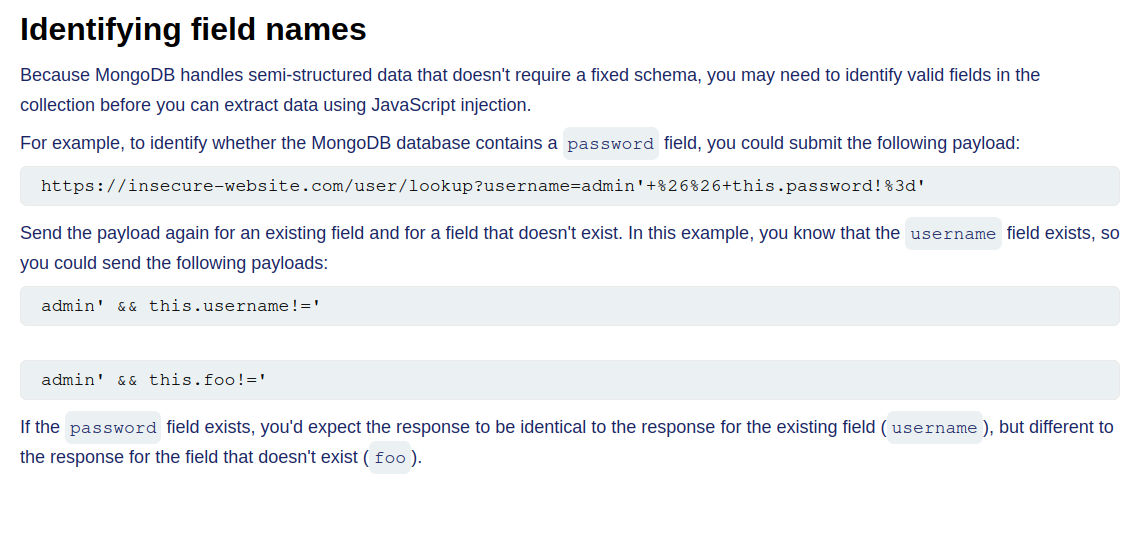 Identifying field names
Because MongoDB handles semi-structured data that doesn't require a fixed schema, you may need to identify valid fields in the
collection before you can extract data using JavaScript injection.
For example, to identify whether the MongoDB database contains a password field, you could submit the following payload:
https://insecure-website.com/user/lookup?username=admin'+%26%26+this.password!%3d'
Send the payload again for an existing field and for a field that doesn't exist. In this example, you know that the username field exists, so
you could send the following payloads:
admin' && this.username!='
admin' && this.foo!='
If the password field exists, you'd expect the response to be identical to the response for the existing field (username), but different to
the response for the field that doesn't exist (foo).